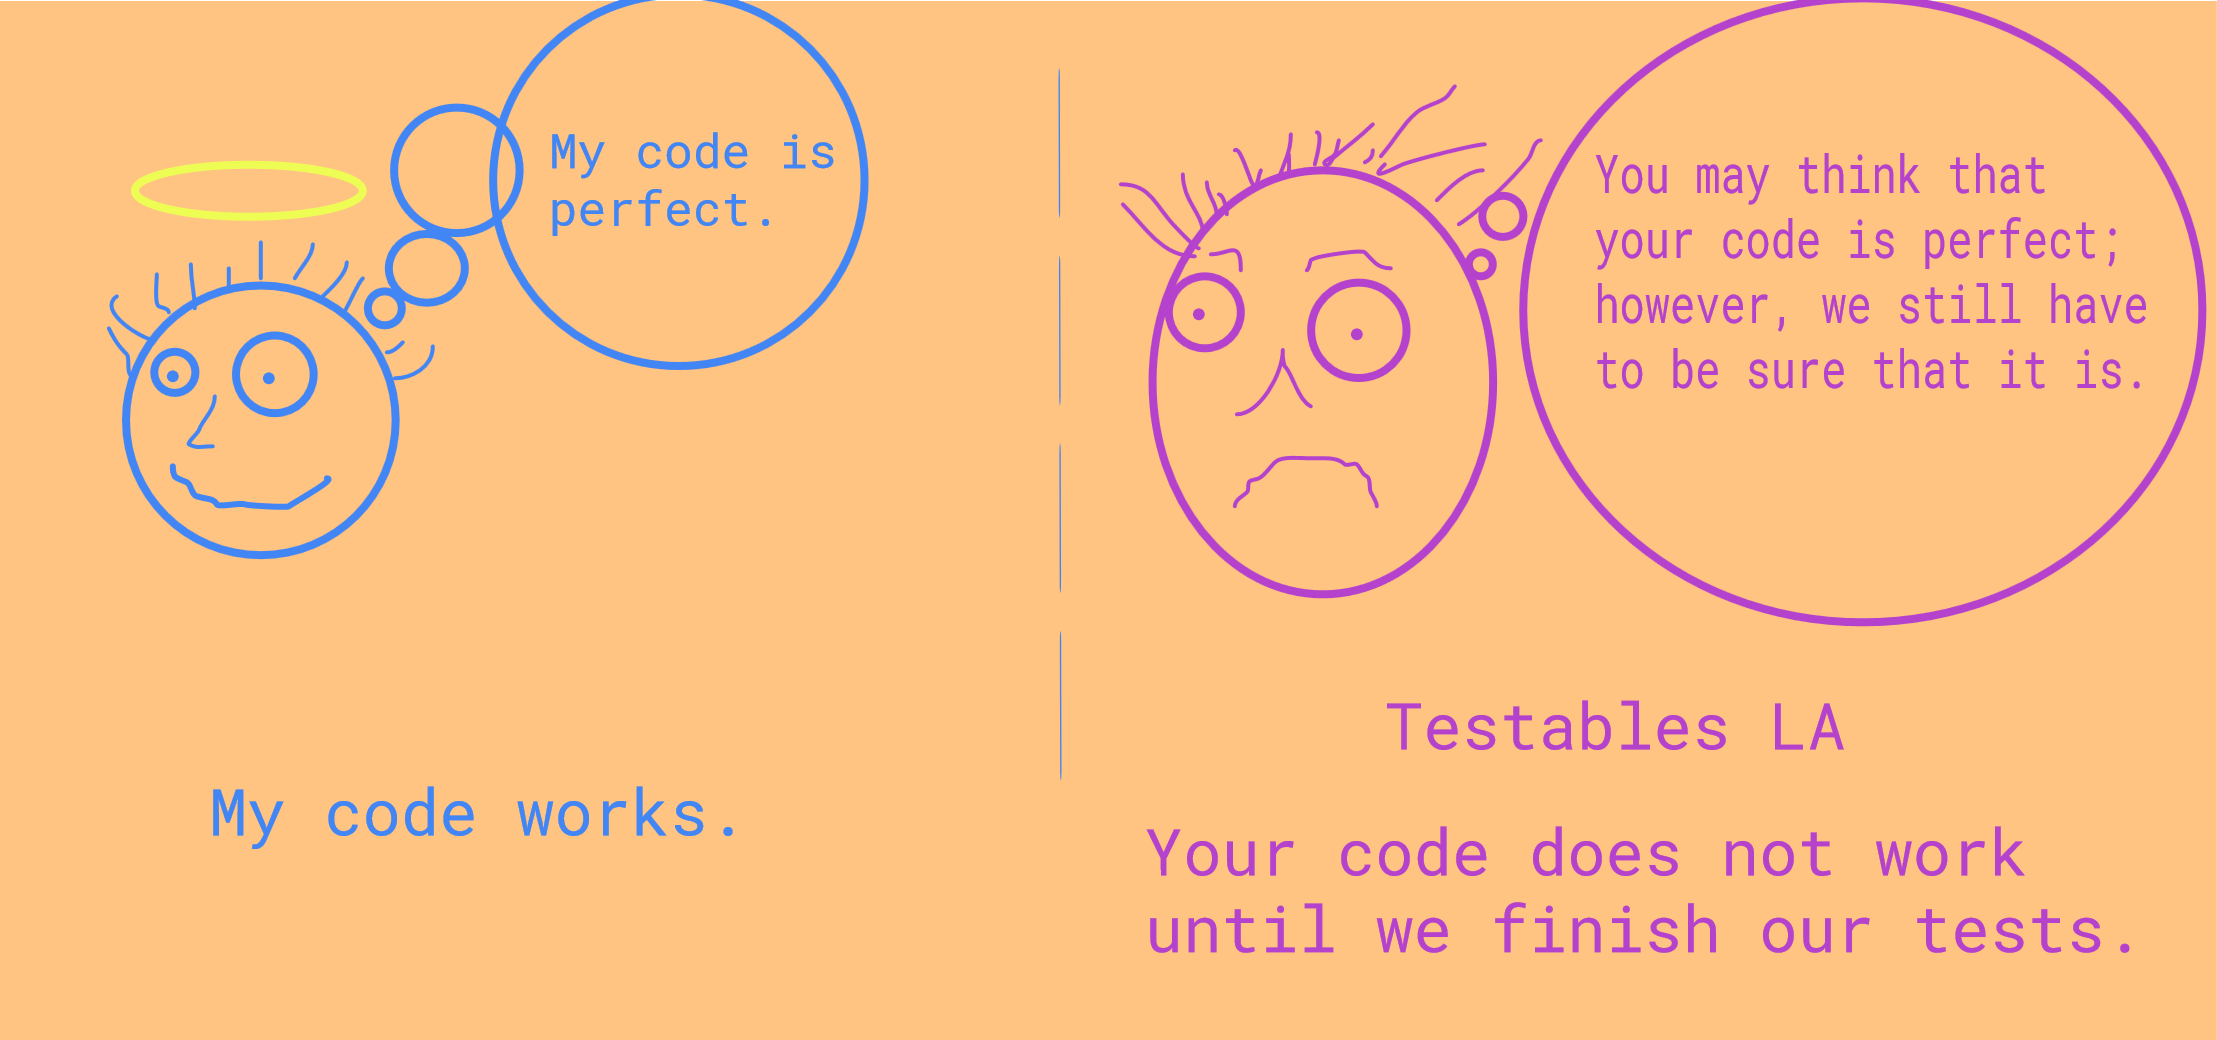 My code is
perfect.
My code works.
You may think that
your code is perfect;
however, we still have
to be sure that it is.
Testables LA
Your code does not work
until we finish our tests.